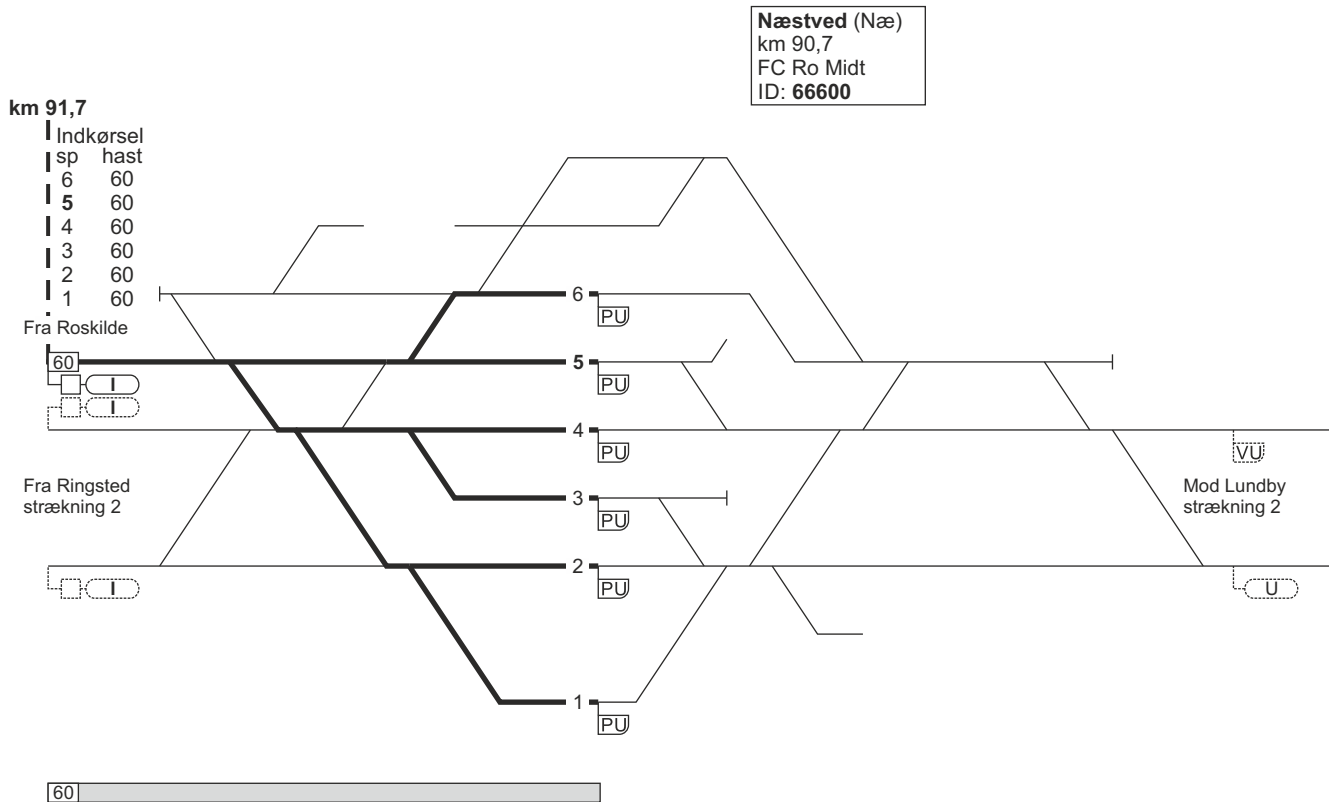 Næstved (Næ)
km 90,7
FC Ro Midt
ID: 66600
km 91,7
Indkørsel
sp hast
6 60
5 60
4 60
3 60
2 60
1 60
Fra Roskilde
60
I
I
Fra Ringsted
strækning 2
I
6
PU
5
PU
4
PU
3
PU
2
PU
1
PU
VU
Mod Lundby
strækning 2
U
60